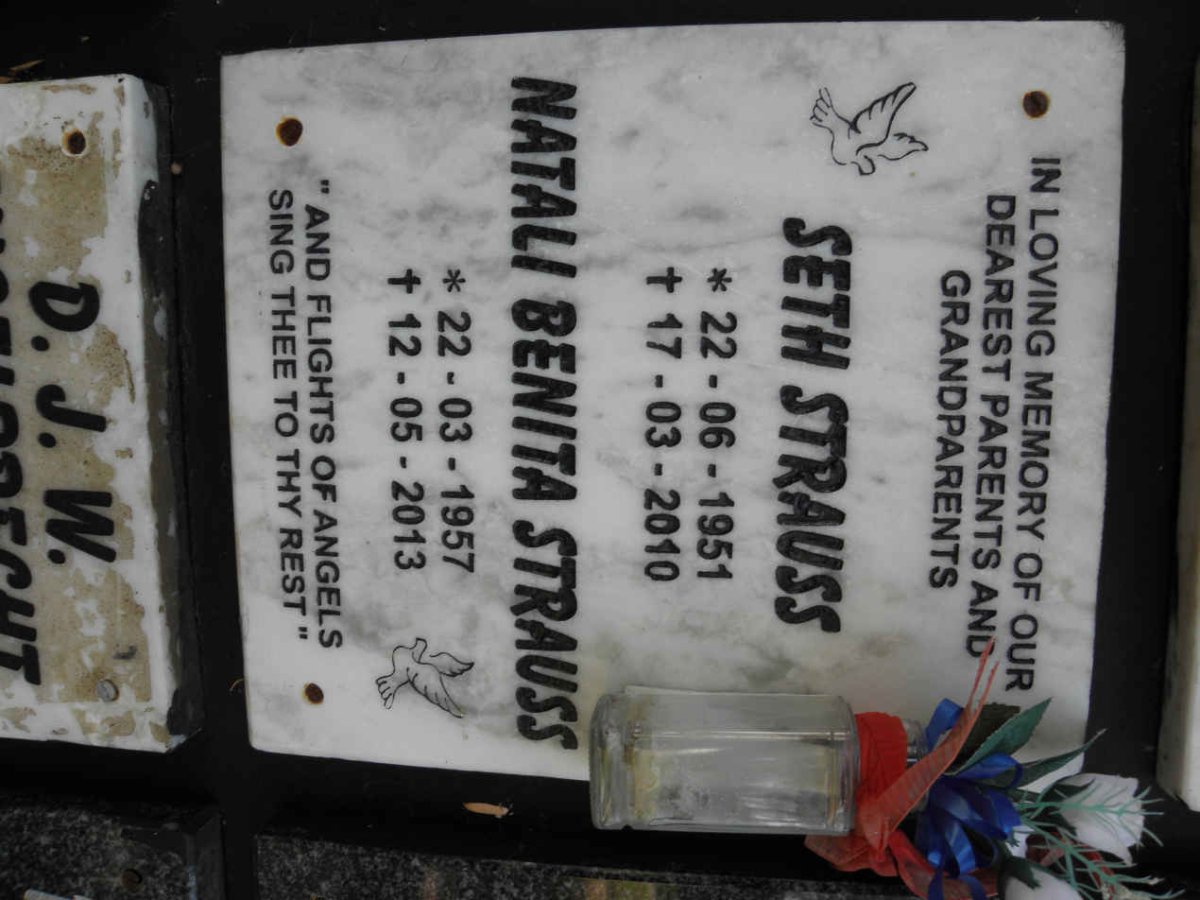 IN LOVING MEMORY OF OUR
DEAREST PARENTS AND
GRANDPARENTS
SETH STRAUSS
* 22 - 06 - 1951
† 17 - 03 - 2010
NATALI BENITA STRAUSS
* 22 - 03 - 1957
† 12 - 05 - 2013
" AND FLIGHTS OF ANGELS
SING THEE TO THY REST "
D. J. W.